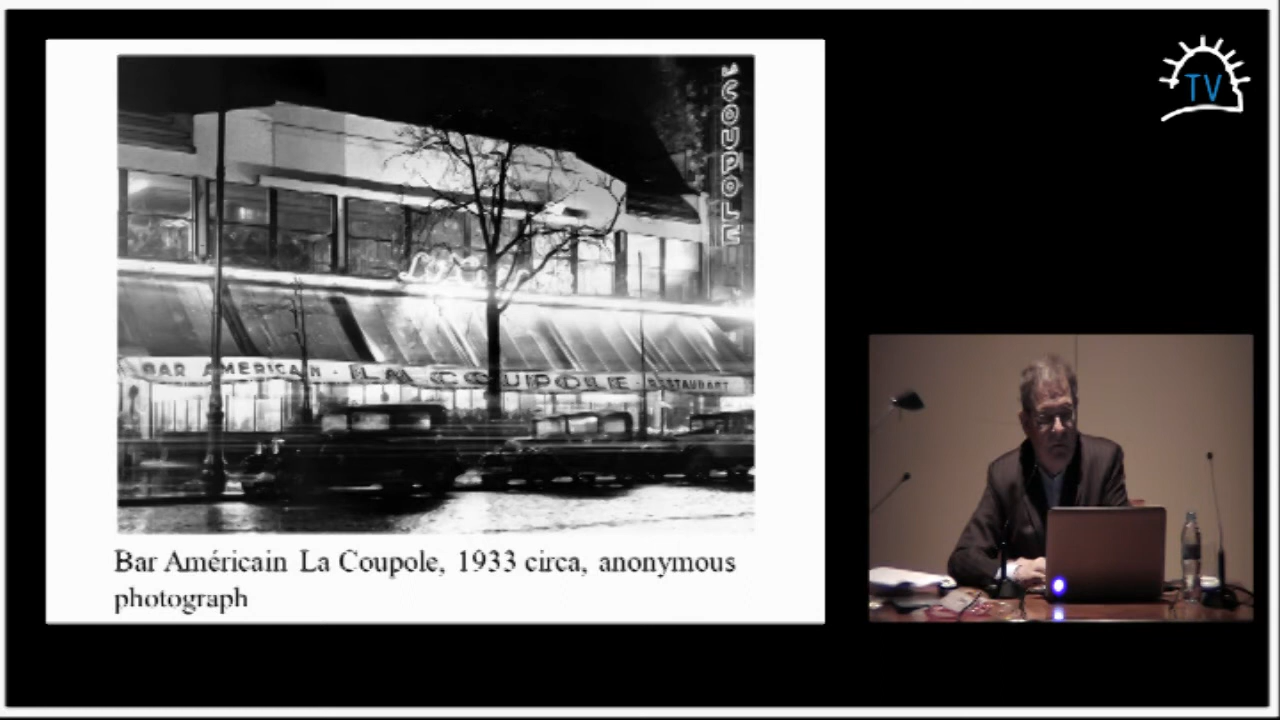 LA COUPOLE
BAR AMERICAIN - LA COUPOLE - RESTAURANT
Bar Américain La Coupole, 1933 circa, anonymous
photograph
TV